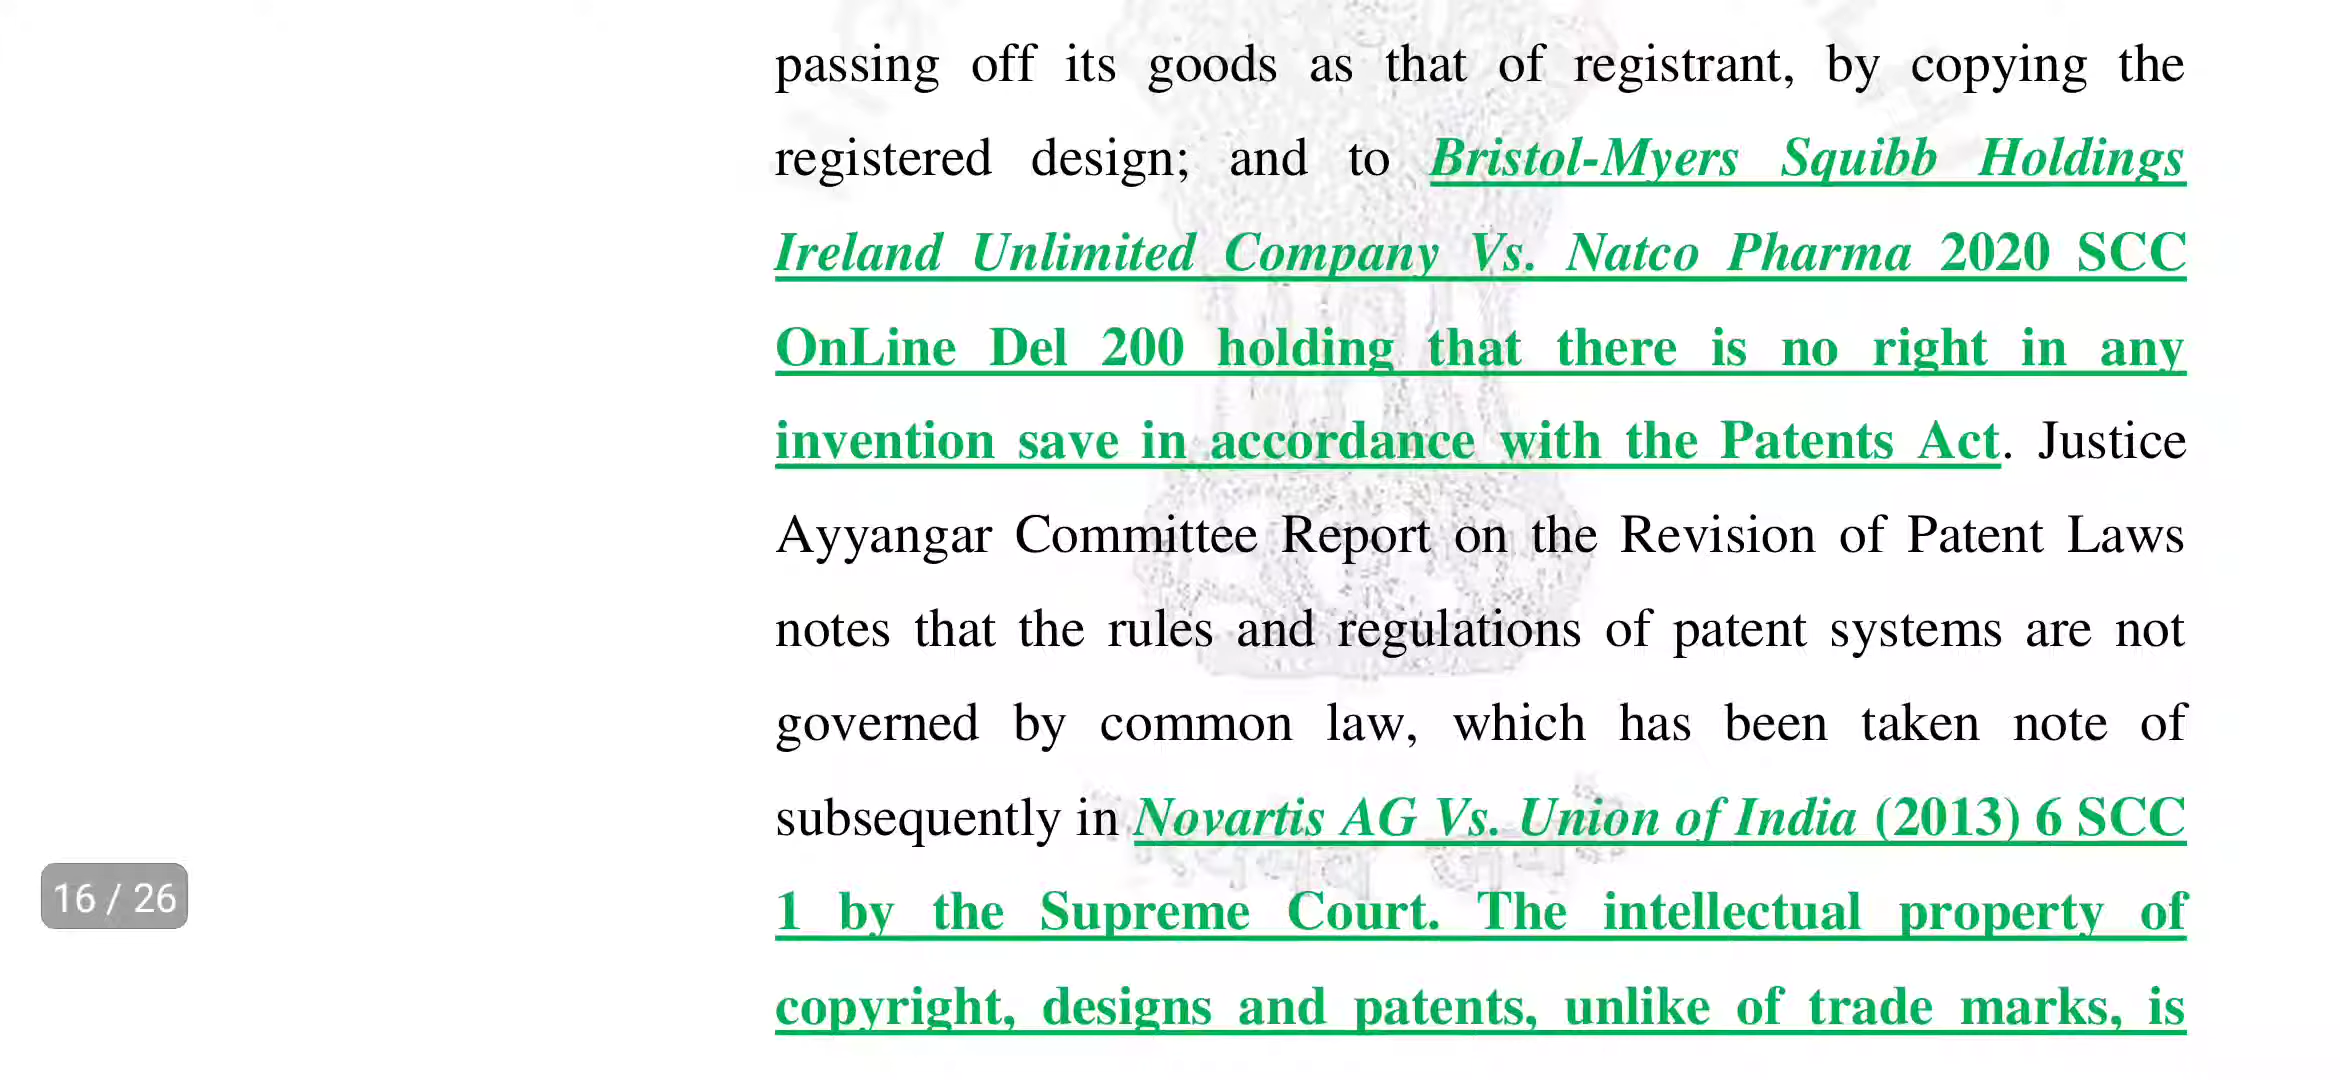 passing off its goods as that of registrant, by copying the
registered design; and to Bristol-Myers Squibb Holdings
Ireland Unlimited Company Vs. Natco Pharma 2020 SCC
OnLine Del 200 holding that there is no right in any
invention save in accordance with the Patents Act. Justice
Ayyangar Committee Report on the Revision of Patent Laws
notes that the rules and regulations of patent systems are not
governed by common law, which has been taken note of
subsequently in Novartis AG Vs. Union of India (2013) 6 SCC
16 / 26
1 by the Supreme Court. The intellectual property of
copyright, designs and patents, unlike of trade marks, is